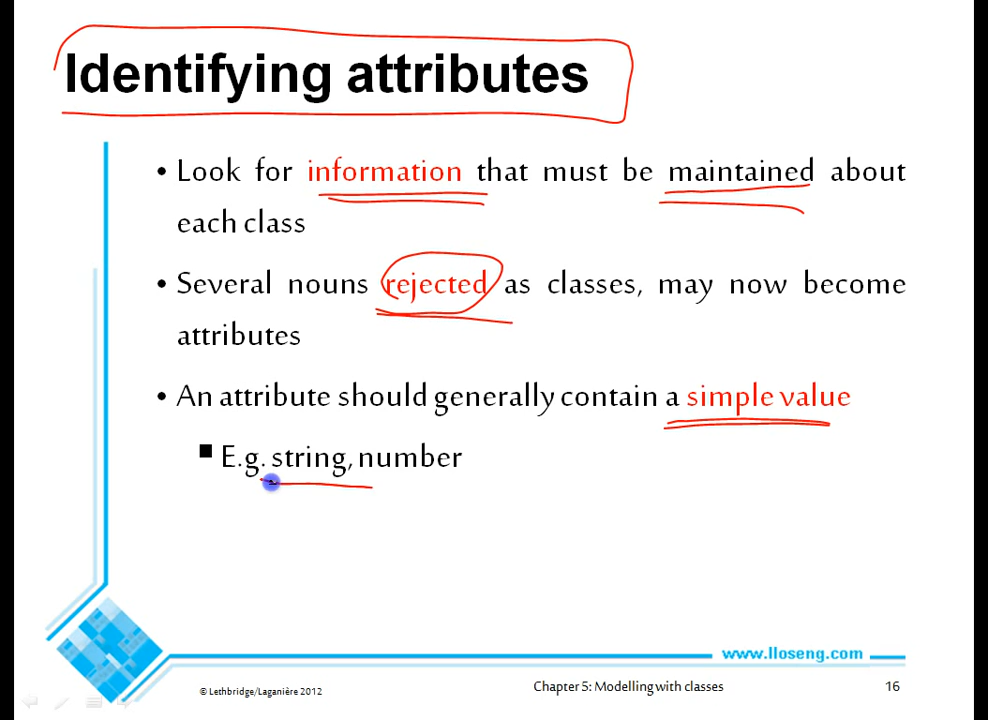 Identifying attributes
• Look for information that must be maintained about
each class
• Several nouns rejected as classes, may now become
attributes
• An attribute should generally contain a simple value
■ E.g. string, number
www.lloseng.com
© Lethbridge/Laganière 2012
Chapter 5: Modelling with classes
16